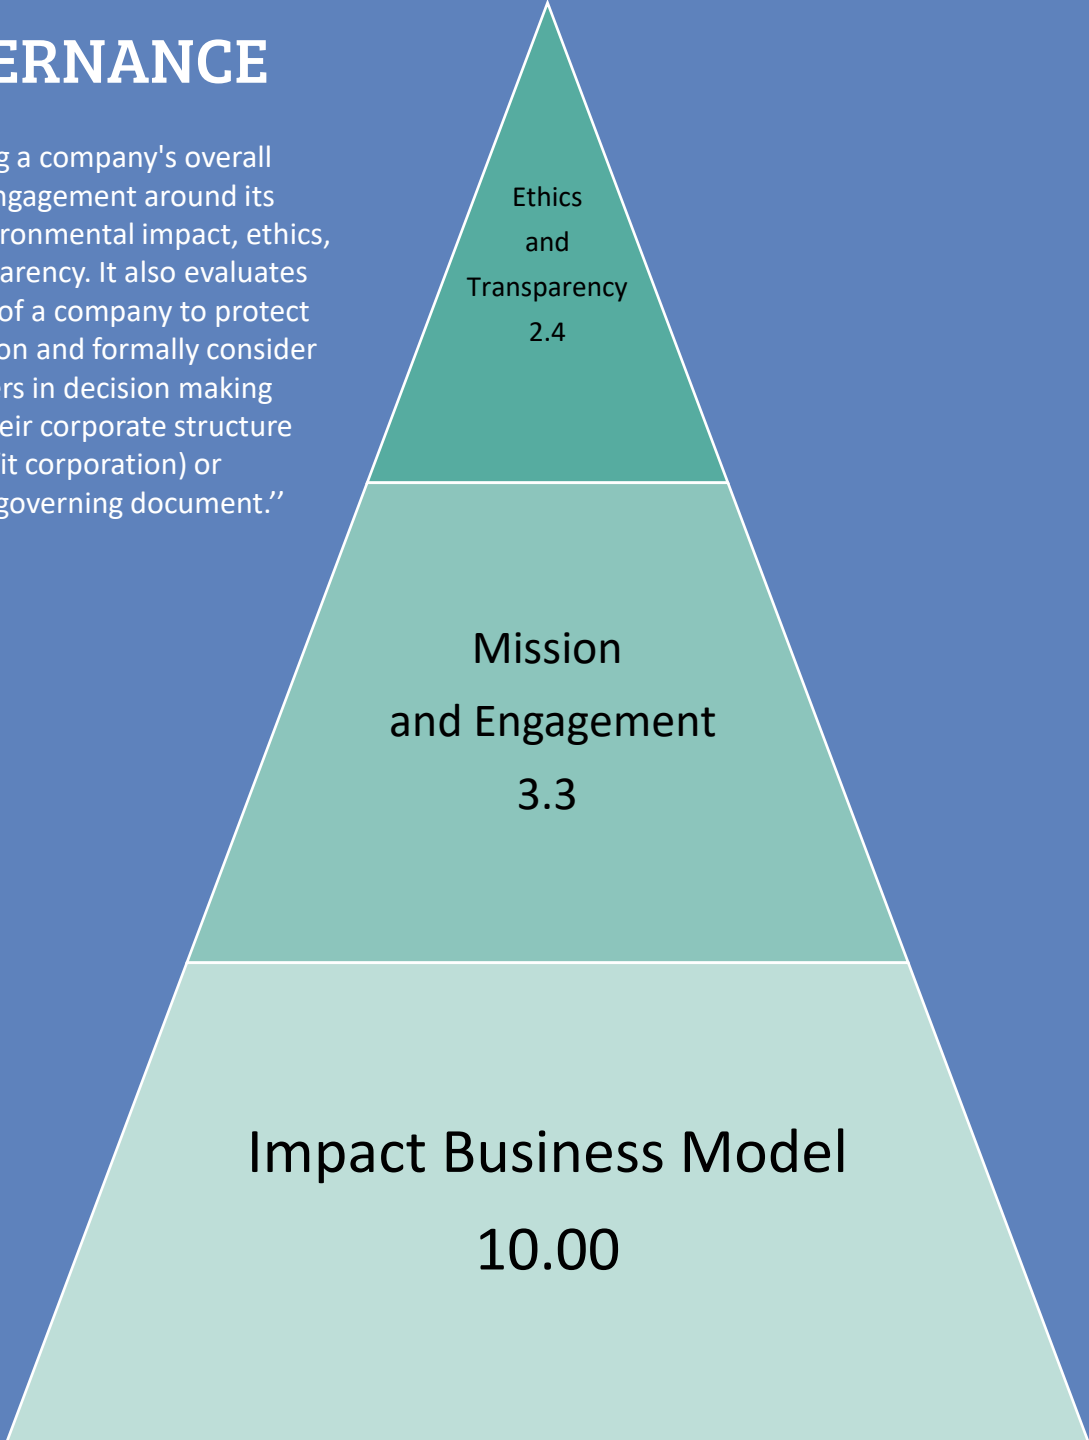 ERNANCE
g a company's overall
ngagement around its
ironmental impact, ethics,
arency. It also evaluates
of a company to protect
on and formally consider
ers in decision making
eir corporate structure
it corporation) or
governing document.’’
Ethics
and
Transparency
2.4
Mission
and Engagement
3.3
Impact Business Model
10.00